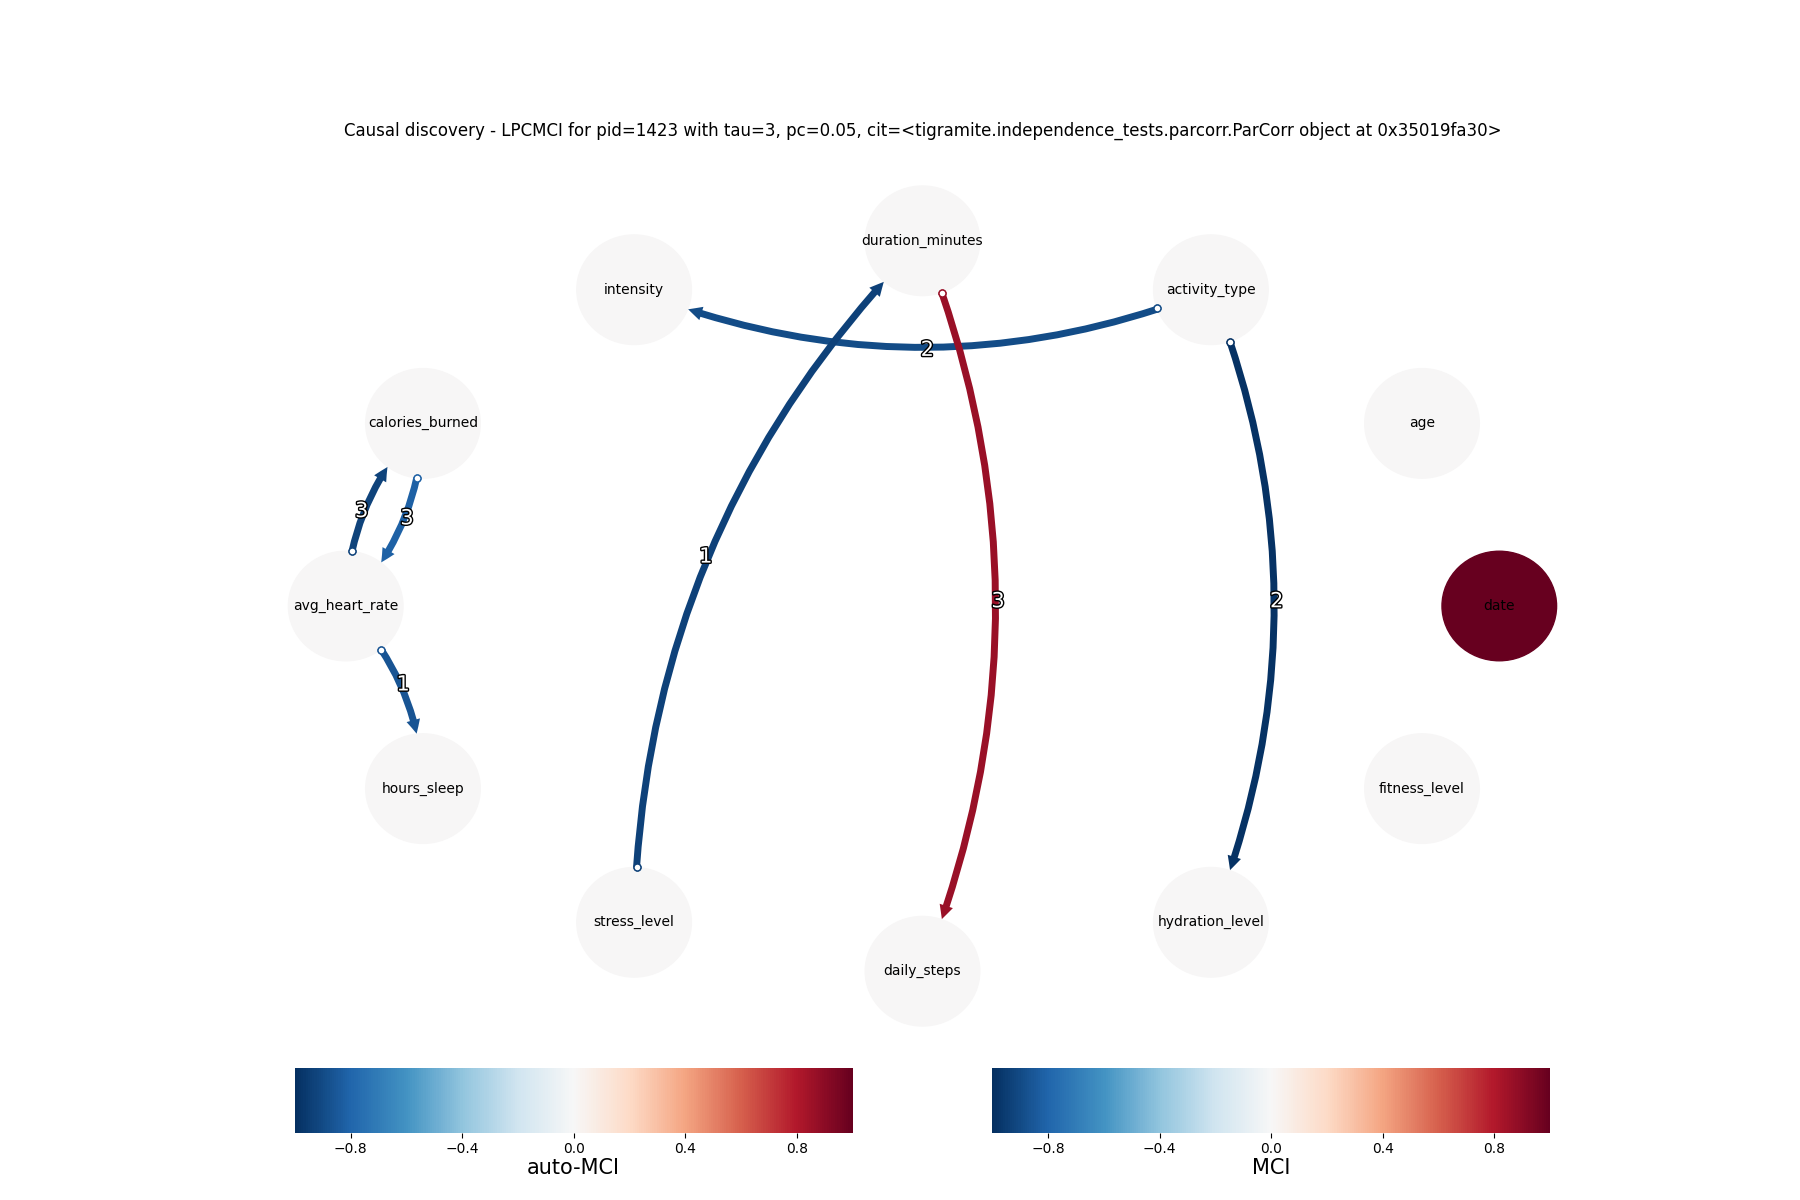 Causal discovery - LPCMCI for pid=1423 with tau=3, pc=0.05, cit=<tigramite.independence_tests.parcorr.ParCorr object at 0x35019fa30>
duration_minutes
intensity
activity_type
2
calories_burned
age
3
3
1
3
2
avg_heart_rate
date
1
hours_sleep
fitness_level
stress_level
hydration_level
daily_steps
−0.8 −0.4 0.0 0.4 0.8
auto-MCI
−0.8 −0.4 0.0 0.4 0.8
MCI